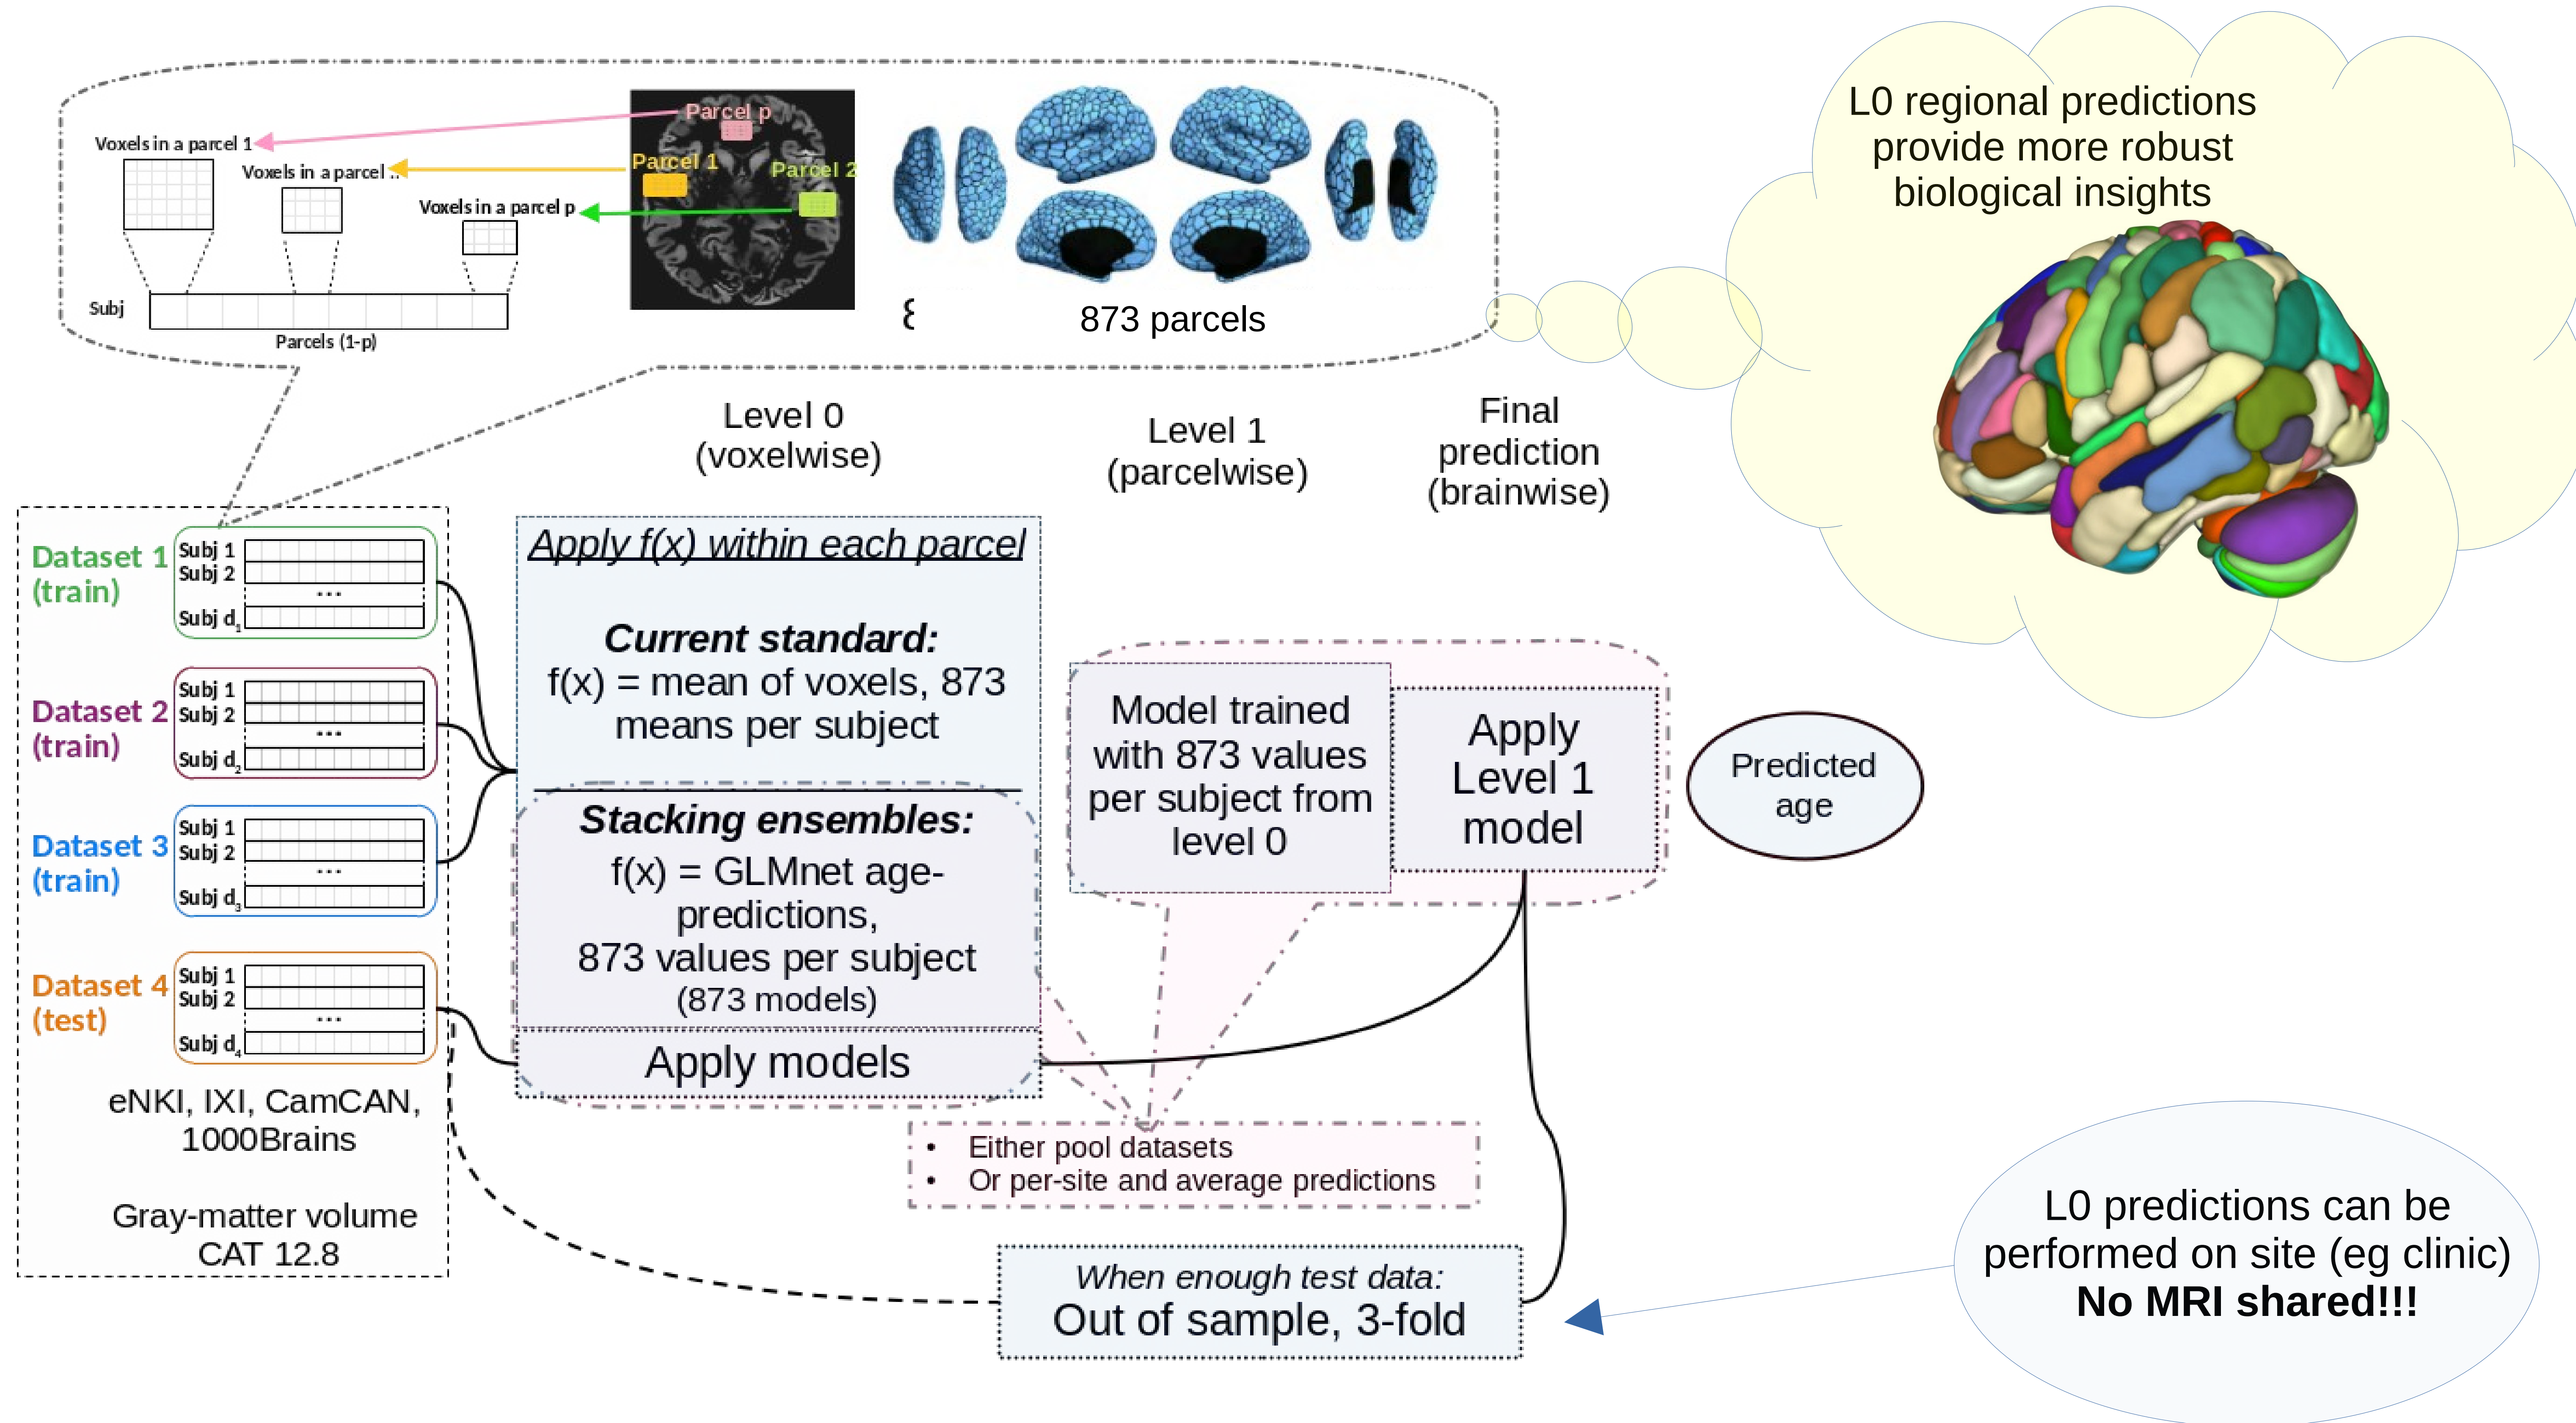 Parcel p
Parcel 1
Parcel 2
Voxels in a parcel 1
Voxels in a parcel
Voxels in a parcel p
Subj
Parcels (1-p)
873 parcels
L0 regional predictions
provide more robust
biological insights
Level 0
(voxelwise)
Level 1
(parcelwise)
Final
prediction
(brainwise)
Dataset 1
(train)
Subj 1
Subj 2
...
Subj d1
Dataset 2
(train)
Subj 1
Subj 2
...
Subj d2
Dataset 3
(train)
Subj 1
Subj 2
...
Subj d3
Dataset 4
(test)
Subj 1
Subj 2
...
Subj d4
eNKI, IXI, CamCAN,
1000Brains
Gray-matter volume
CAT 12.8
Apply f(x) within each parcel
Current standard:
f(x) = mean of voxels, 873
means per subject
Stacking ensembles:
f(x) = GLMnet age-
predictions,
873 values per subject
(873 models)
Apply models
Model trained
with 873 values
per subject from
level 0
Apply
Level 1
model
Predicted
age
• Either pool datasets
• Or per-site and average predictions
When enough test data:
Out of sample, 3-fold
L0 predictions can be
performed on site (eg clinic)
No MRI shared!!!